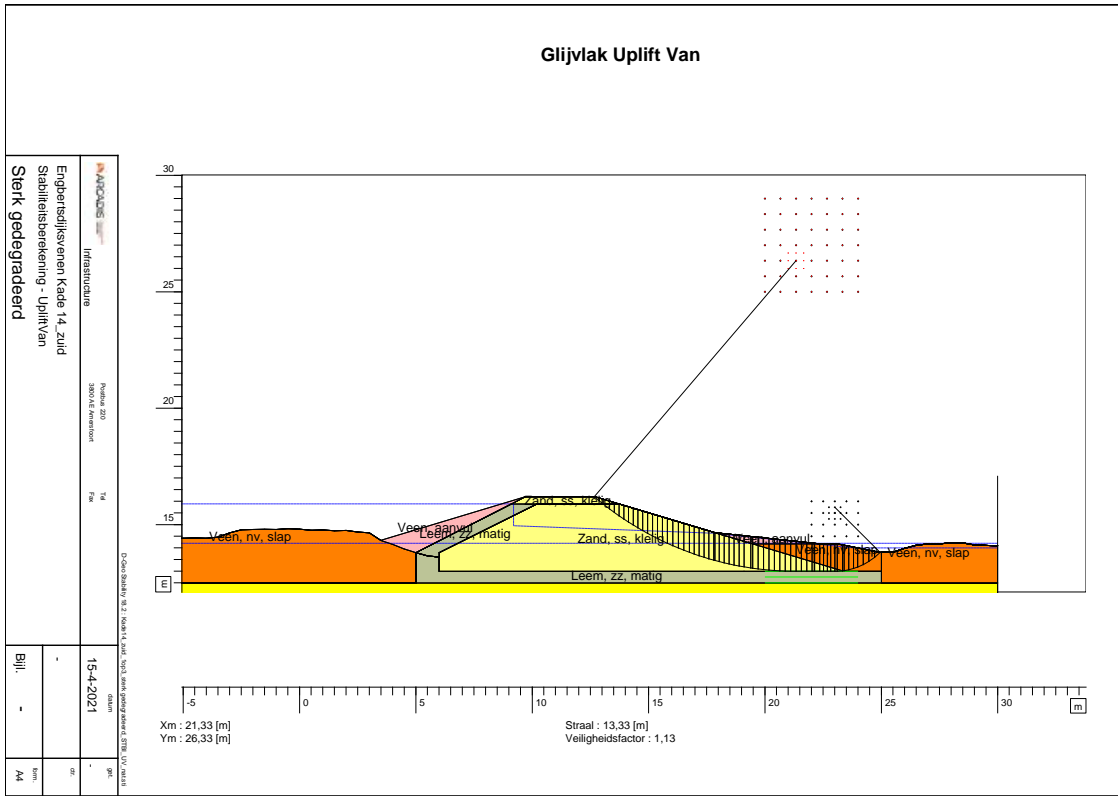 Glijvlak Uplift Van
30
25
20
15
m
Zand, ss, kleiig
Veen, aanvul
Leem, zz, matig
Veen, nv, slap
Zand, ss, kleiig
Veen, aanvul
Veen, nv, slap
Veen, nv, slap
Leem, zz, matig
-5
0
5
10
15
20
25
30
m
Xm : 21,33 [m]
Ym : 26,33 [m]
Straal : 13,33 [m]
Veiligheidsfactor : 1,13
ARCADIS
Infrastructure
Postbus 220
3800 AE Amersfoort
Tel
Fax
Engbertsdijksvenen Kade 14_zuid
Stabiliteitsberekening - UpliftVan
Sterk gedegradeerd
datum
15-4-2021
get.
-
-
ctr.
Bijl.
-
form.
A4